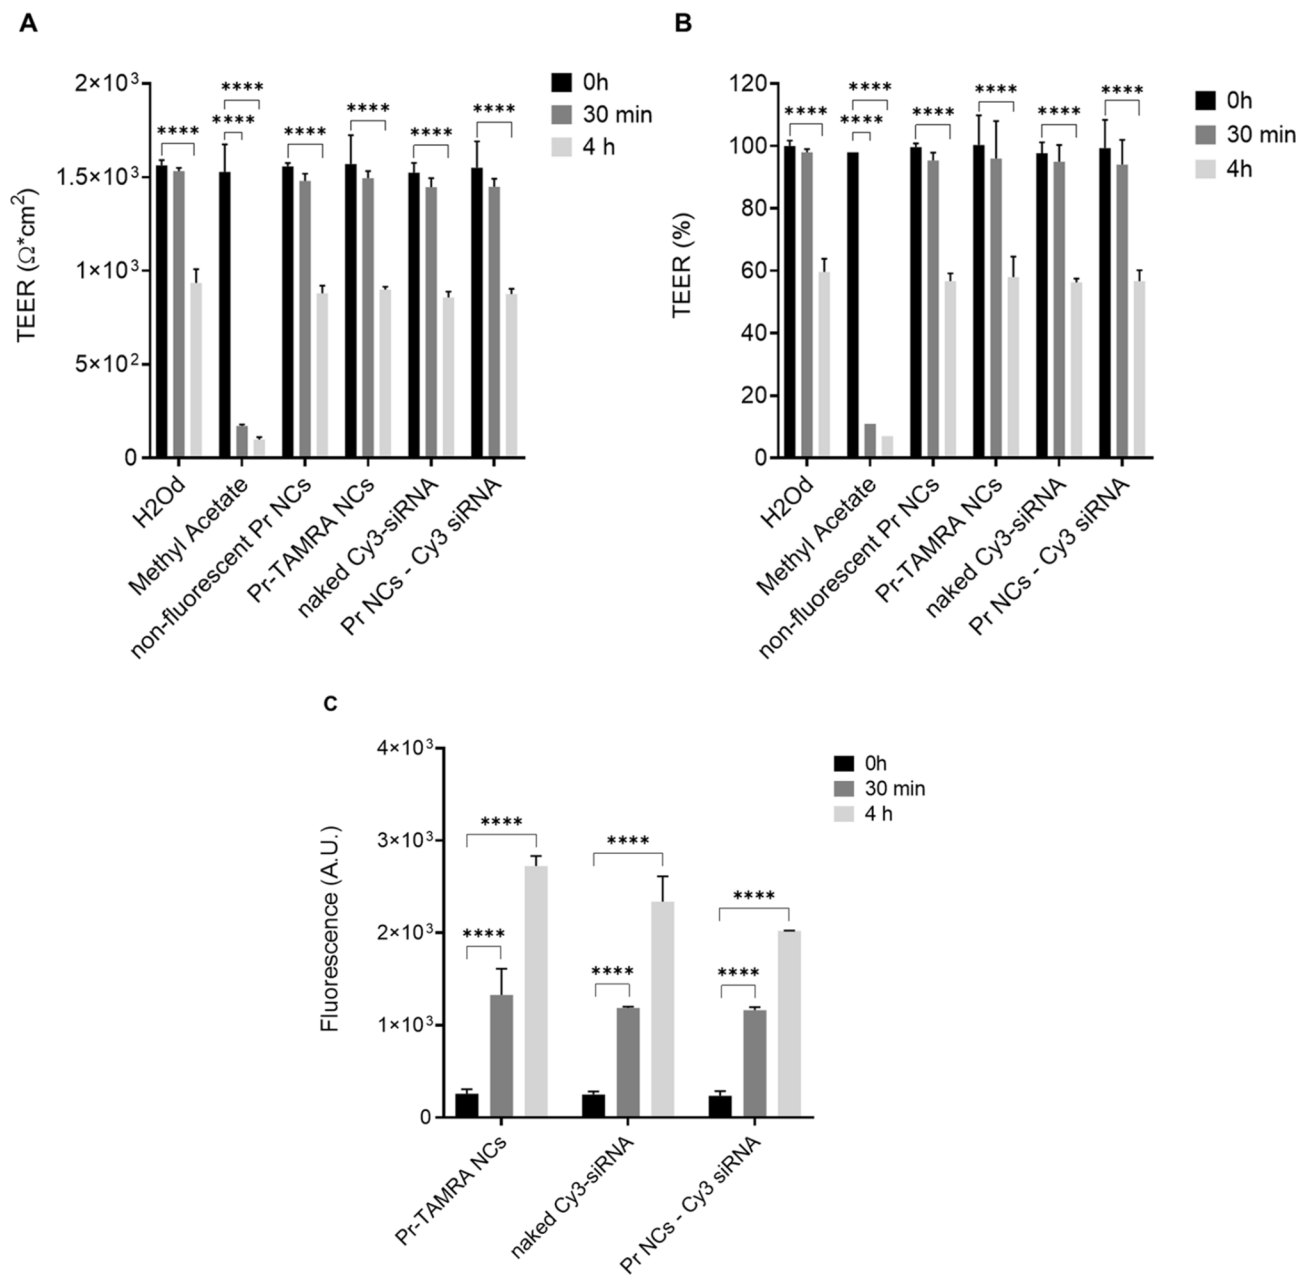 A
2×10³
1.5×10³
1×10³
5×10²
0
TEER (Ω*cm²)
****
****
****
****
****
****
****
0h
30 min
4 h
H2Od
Methyl Acetate
non-fluorescent Pr NCs
Pr-TAMRA NCs
naked Cy3-siRNA
Pr NCs - Cy3 siRNA
B
120
100
80
60
40
20
0
TEER (%)
****
****
****
****
****
****
****
0h
30 min
4h
H2Od
Methyl Acetate
non-fluorescent Pr NCs
Pr-TAMRA NCs
naked Cy3-siRNA
Pr NCs - Cy3 siRNA
C
4×10³
3×10³
2×10³
1×10³
0
Fluorescence (A.U.)
****
****
****
****
****
****
0h
30 min
4 h
Pr-TAMRA NCs
naked Cy3-siRNA
Pr NCs - Cy3 siRNA